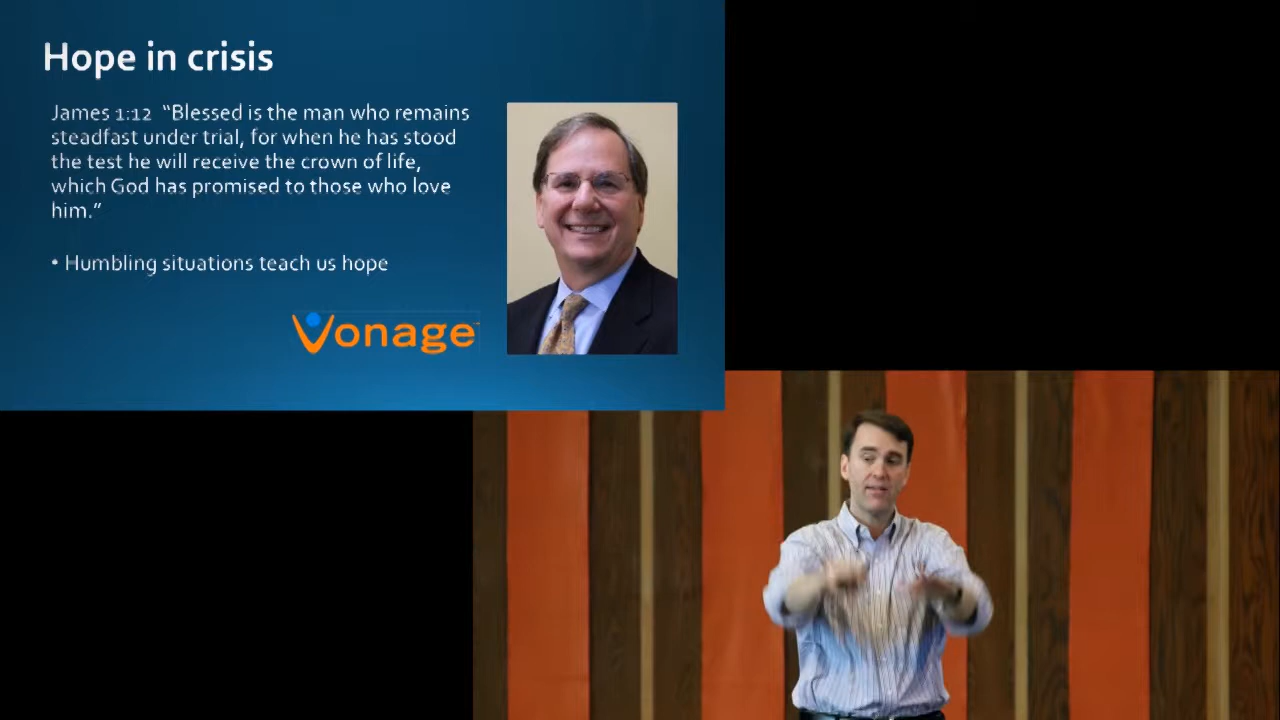 Hope in crisis
James 1:12 “Blessed is the man who remains
steadfast under trial, for when he has stood
the test he will receive the crown of life,
which God has promised to those who love
him.”
• Humbling situations teach us hope
Vonage